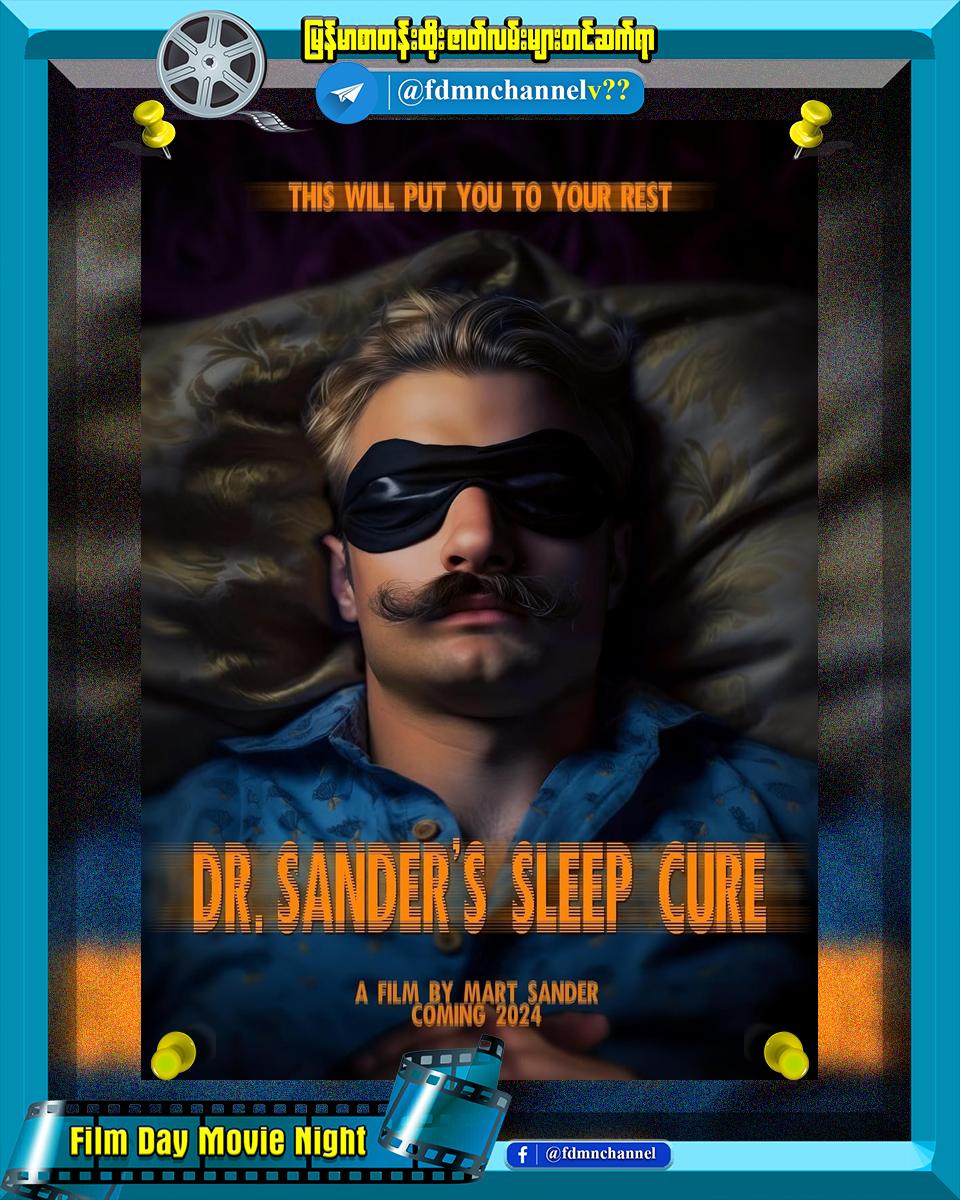 မြန်မာစာတန်းထိုးဇာတ်လမ်းများတင်ဆက်ရာ
@fdmnchannelv??
THIS WILL PUT YOU TO YOUR REST
DR. SANDER'S SLEEP CURE
A FILM BY MART SANDER
COMING 2024
Film Day Movie Night
@fdmnchannel